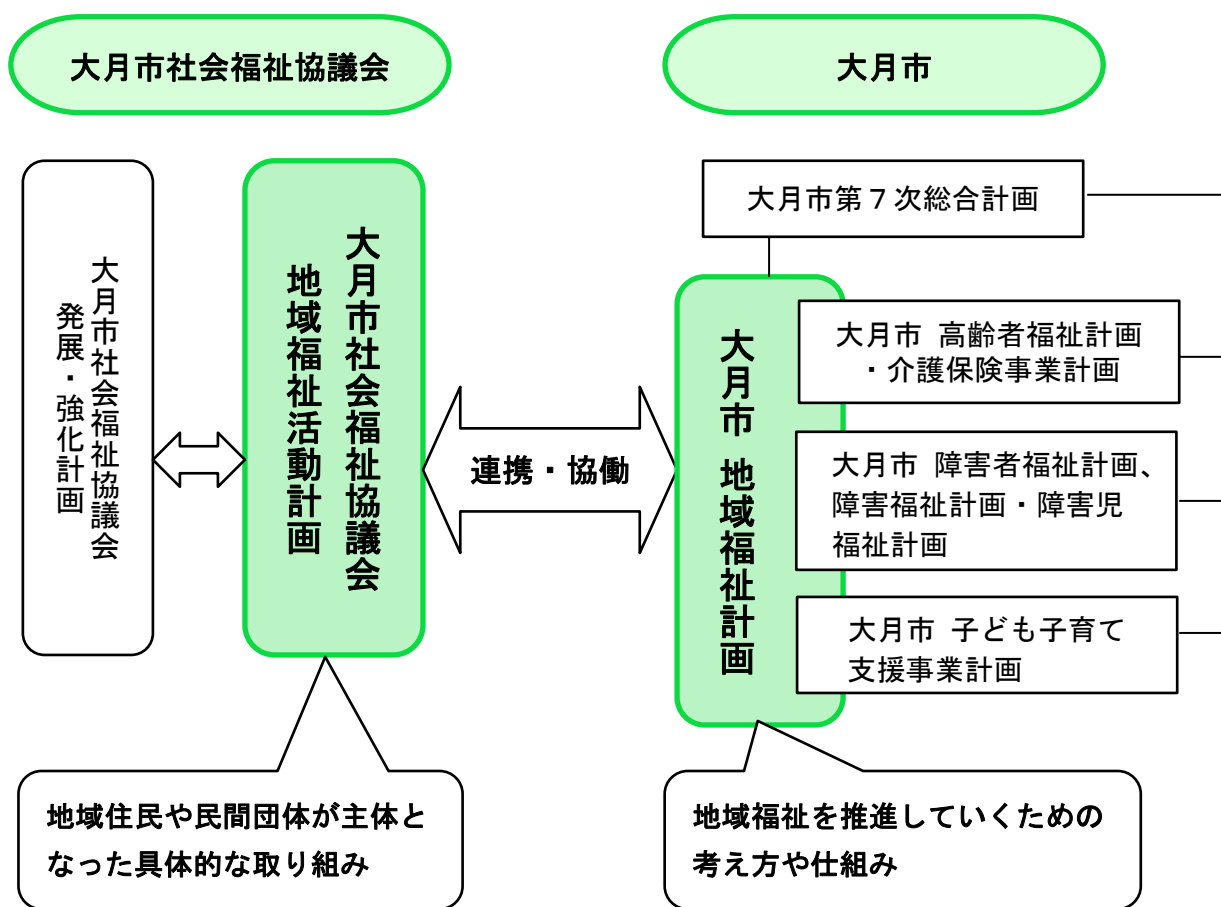 大月市社会福祉協議会
大月市
大月市社会福祉協議会
発展・強化計画
大月市社会福祉協議会
地域福祉活動計画
連携・協働
大月市第７次総合計画
大月市 地域福祉計画
大月市 高齢者福祉計画
・介護保険事業計画
大月市 障害者福祉計画、
障害福祉計画・障害児
福祉計画
大月市 子ども子育て
支援事業計画
地域住民や民間団体が主体と
なった具体的な取り組み
地域福祉を推進していくための
考え方や仕組み